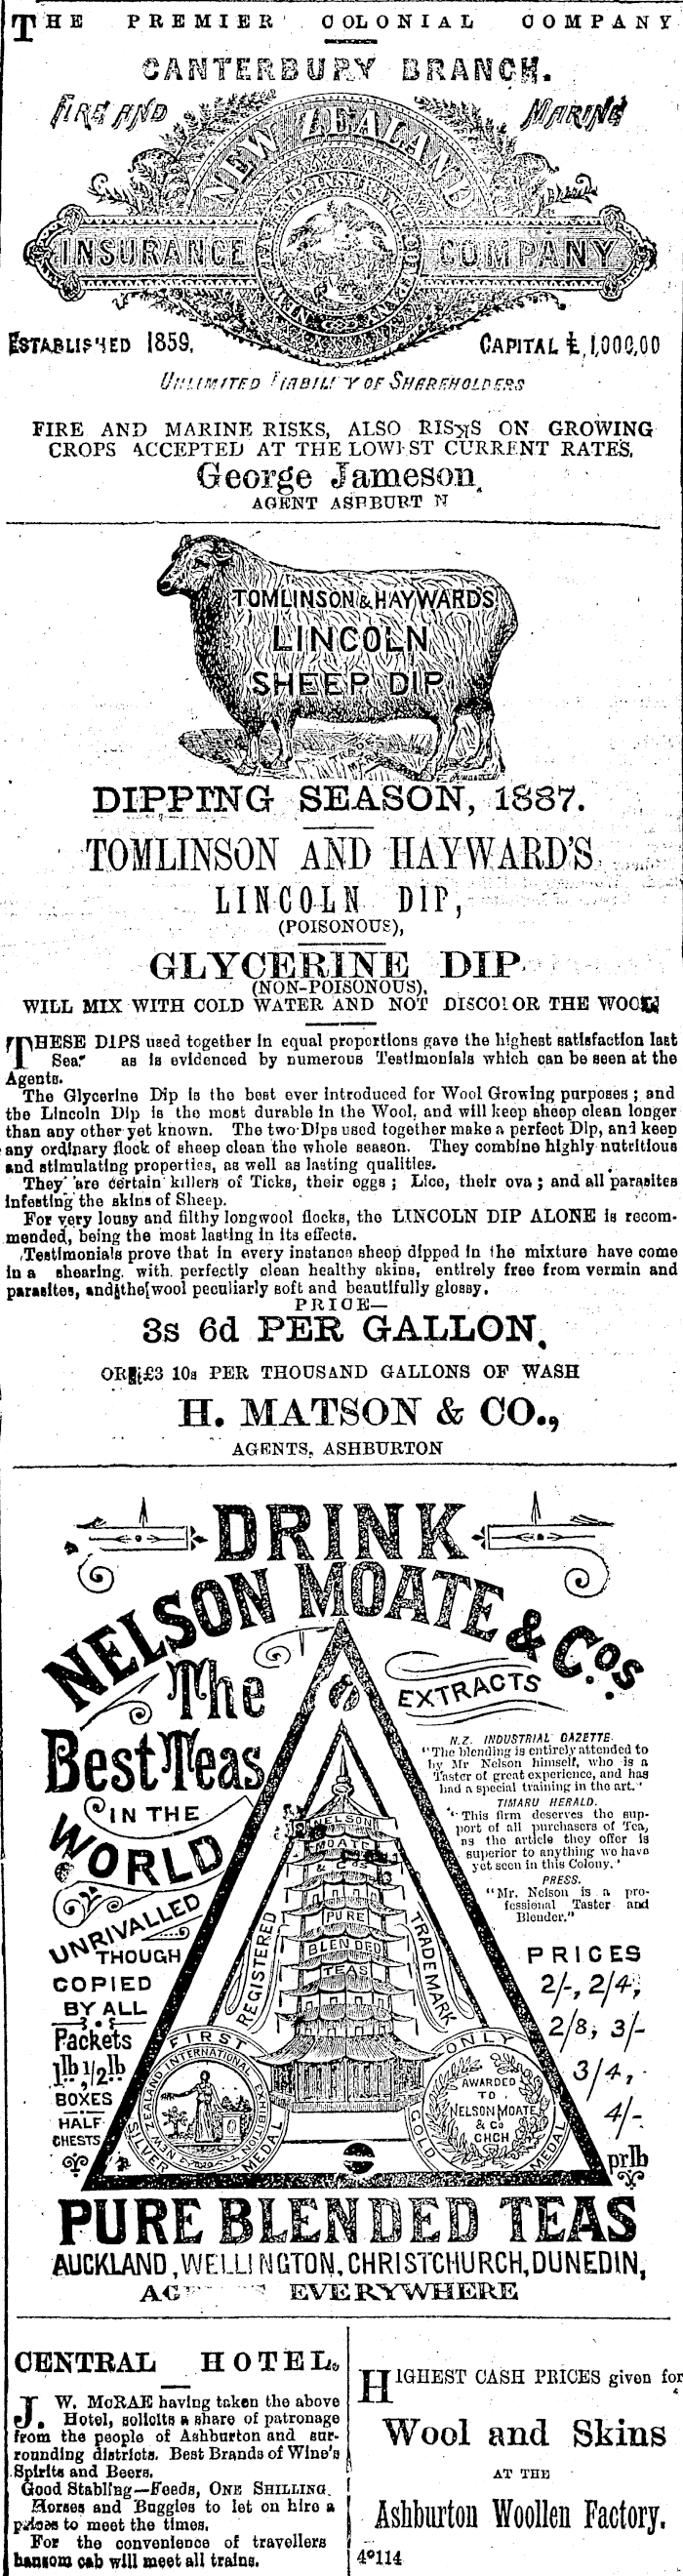 THE PREMIER COLONIAL COMPANY
CANTERBURY BRANCH.
FIRE AND MARINE
NEW ZEALAND
INSURANCE COMPANY
ESTABLISHED 1859. CAPITAL £1,000,00
UNLIMITED LIABILITY OF SHAREHOLDERS
FIRE AND MARINE RISKS, ALSO RISKS ON GROWING
CROPS ACCEPTED AT THE LOWEST CURRENT RATES.
George Jameson,
AGENT ASHBURT N
TOMLINSON & HAYWARDS
LINCOLN
SHEEP DIP
TRADE MARK
DIPPING SEASON, 1887.
TOMLINSON AND HAYWARD'S
LINCOLN DIP,
(POISONOUS),
GLYCERINE DIP
(NON-POISONOUS),
WILL MIX WITH COLD WATER AND NOT DISCOLOR THE WOOL
THESE DIPS used together in equal proportions gave the highest satisfaction last
Sea as is evidenced by numerous Testimonials which can be seen at the
Agents.
The Glycerine Dip is the best ever introduced for Wool Growing purposes; and
the Lincoln Dip is the most durable in the Wool, and will keep sheep clean longer
than any other yet known. The two Dips used together make a perfect Dip, and keep
any ordinary flock of sheep clean the whole season. They combine highly nutritious
and stimulating properties, as well as lasting qualities.
They are certain killers of Ticks, their eggs; Lice, their ova; and all parasites
infesting the skins of Sheep.
For very lousy and filthy longwool flocks, the LINCOLN DIP ALONE is recom-
mended, being the most lasting in its effects.
Testimonials prove that in every instance sheep dipped in the mixture have come
in a shearing with perfectly clean healthy skins, entirely free from vermin and
parasites, and the wool peculiarly soft and beautifully glossy.
PRICE—
3s 6d PER GALLON,
OR £3 10s PER THOUSAND GALLONS OF WASH
H. MATSON & CO.,
AGENTS, ASHBURTON
DRINK
NELSON MOATE & Cos.
EXTRACTS
The
Best Teas
IN THE
WORLD
UNRIVALLED
THOUGH
COPIED
BY ALL
Packets
1lb 1/2lb
BOXES
HALF
CHESTS
N.Z. INDUSTRIAL GAZETTE.
"The blending is entirely attended to
by Mr Nelson himself, who is a
Taster of great experience, and has
had a special training in the art."
TIMARU HERALD.
"This firm deserves the sup-
port of all purchasers of Tea,
as the article they offer is
superior to anything we have
yet seen in this Colony."
PRESS.
"Mr. Nelson is a pro-
fessional Taster and
Blender."
PRICES
2/-, 2/4,
2/8, 3/-
3/4,
4/-
pr lb
NELSON
MOATE
& Cos
PURE
BLENDED
TEAS
REGISTERED TRADEMARK
FIRST
SILVER MEDAL
NEW ZEALAND INTERNATIONAL EXHIBITION
ONLY
GOLD MEDAL
AWARDED
TO
NELSON MOATE
& Co
CHCH
PURE BLENDED TEAS
AUCKLAND, WELLINGTON, CHRISTCHURCH, DUNEDIN,
EVERYWHERE
CENTRAL HOTEL.
J. W. McRAE having taken the above
Hotel, solicits a share of patronage
from the people of Ashburton and sur-
rounding districts. Best Brands of Wine's
Spirits and Beers.
Good Stabling—Feeds, ONE SHILLING.
Horses and Buggies to let on hire a
prices to meet the times.
For the convenience of travellers
hansom cab will meet all trains.
HIGHEST CASH PRICES given for
Wool and Skins
AT THE
Ashburton Woollen Factory.
4°114